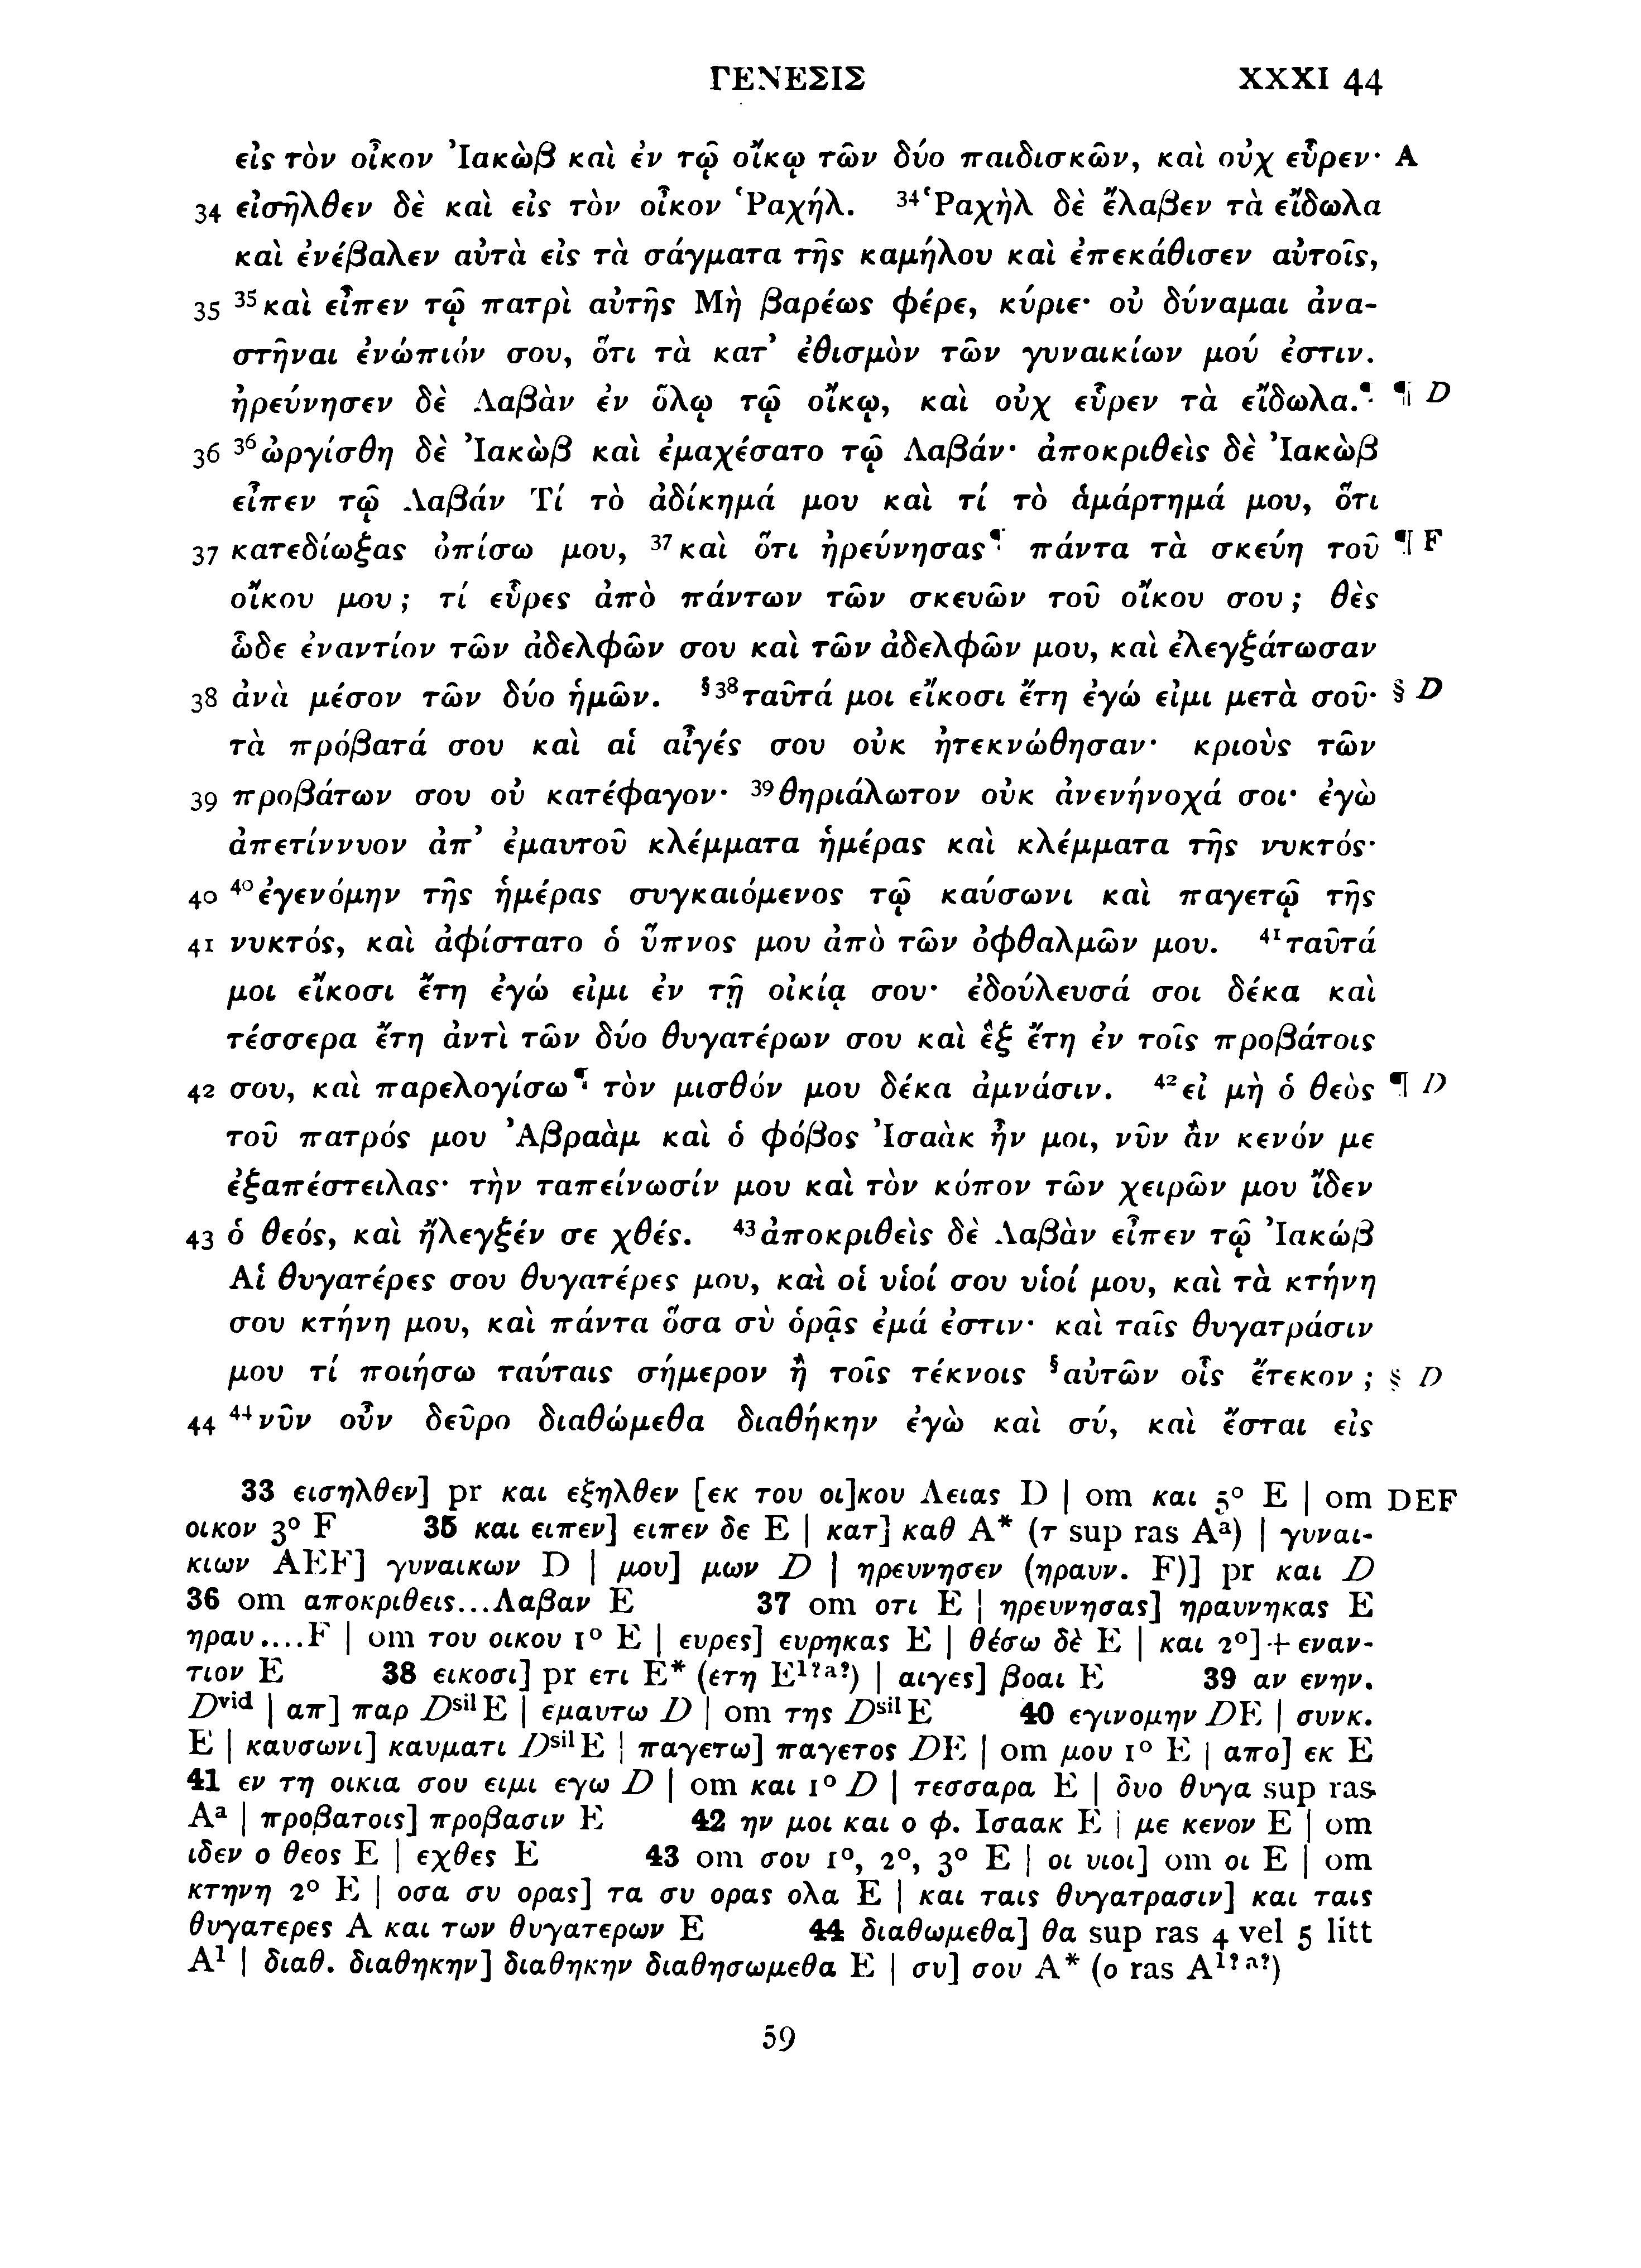 ΓΕΝΕΣΙΣ XXXI 44
εἰς τὸν οἶκον Ἰακὼβ καὶ ἐν τῷ οἴκῳ τῶν δύο παιδισκῶν, καὶ οὐχ εὗρεν· A
34 εἰσῆλθεν δὲ καὶ εἰς τὸν οἶκον Ῥαχήλ. ³⁴Ῥαχὴλ δὲ ἔλαβεν τὰ εἴδωλα
καὶ ἐνέβαλεν αὐτὰ εἰς τὰ σάγματα τῆς καμήλου καὶ ἐπεκάθισεν αὐτοῖς,
35 ³⁵καὶ εἶπεν τῷ πατρὶ αὐτῆς Μὴ βαρέως φέρε, κύριε· οὐ δύναμαι ἀνα-
στῆναι ἐνώπιόν σου, ὅτι τὰ κατ’ ἐθισμὸν τῶν γυναικίων μού ἐστιν.
ἠρεύνησεν δὲ Λαβὰν ἐν ὅλῳ τῷ οἴκῳ, καὶ οὐχ εὗρεν τὰ εἴδωλα.¶ ¶ D
36 ³⁶ὠργίσθη δὲ Ἰακὼβ καὶ ἐμαχέσατο τῷ Λαβάν· ἀποκριθεὶς δὲ Ἰακὼβ
εἶπεν τῷ Λαβάν Τί τὸ ἀδίκημά μου καὶ τί τὸ ἁμάρτημά μου, ὅτι
37 κατεδίωξας ὀπίσω μου, ³⁷καὶ ὅτι ἠρεύνησας¶ πάντα τὰ σκεύη τοῦ ¶ F
οἴκου μου; τί εὗρες ἀπὸ πάντων τῶν σκευῶν τοῦ οἴκου σου; θὲς
ὧδε ἐναντίον τῶν ἀδελφῶν σου καὶ τῶν ἀδελφῶν μου, καὶ ἐλεγξάτωσαν
38 ἀνὰ μέσον τῶν δύο ἡμῶν. §³⁸ταῦτά μοι εἴκοσι ἔτη ἐγώ εἰμι μετὰ σοῦ· § D
τὰ πρόβατά σου καὶ αἱ αἶγές σου οὐκ ἠτεκνώθησαν· κριοὺς τῶν
39 προβάτων σου οὐ κατέφαγον· ³⁹θηριάλωτον οὐκ ἀνενήνοχά σοι· ἐγὼ
ἀπετίννυον ἀπ’ ἐμαυτοῦ κλέμματα ἡμέρας καὶ κλέμματα τῆς νυκτός·
40 ⁴⁰ἐγενόμην τῆς ἡμέρας συγκαιόμενος τῷ καύσωνι καὶ παγετῷ τῆς
41 νυκτός, καὶ ἀφίστατο ὁ ὕπνος μου ἀπὸ τῶν ὀφθαλμῶν μου. ⁴¹ταῦτά
μοι εἴκοσι ἔτη ἐγώ εἰμι ἐν τῇ οἰκίᾳ σου· ἐδούλευσά σοι δέκα καὶ
τέσσερα ἔτη ἀντὶ τῶν δύο θυγατέρων σου καὶ ἓξ ἔτη ἐν τοῖς προβάτοις
42 σου, καὶ παρελογίσω¶ τὸν μισθόν μου δέκα ἀμνάσιν. ⁴²εἰ μὴ ὁ θεὸς ¶ D
τοῦ πατρός μου Ἀβραὰμ καὶ ὁ φόβος Ἰσαὰκ ἦν μοι, νῦν ἂν κενόν με
ἐξαπέστειλας· τὴν ταπείνωσίν μου καὶ τὸν κόπον τῶν χειρῶν μου ἴδεν
43 ὁ θεός, καὶ ἤλεγξέν σε χθές. ⁴³ἀποκριθεὶς δὲ Λαβὰν εἶπεν τῷ Ἰακώβ
Αἱ θυγατέρες σου θυγατέρες μου, καὶ οἱ υἱοί σου υἱοί μου, καὶ τὰ κτήνη
σου κτήνη μου, καὶ πάντα ὅσα σὺ ὁρᾷς ἐμά ἐστιν· καὶ ταῖς θυγατράσιν
μου τί ποιήσω ταύταις σήμερον ἢ τοῖς τέκνοις §αὐτῶν οἷς ἔτεκον; § D
44 ⁴⁴νῦν οὖν δεῦρο διαθώμεθα διαθήκην ἐγὼ καὶ σύ, καὶ ἔσται εἰς
33 εισηλθεν] pr και εξηλθεν [εκ του οι]κου Λειας D | om και 5° E | om DEF
οικον 3° F 35 και ειπεν] ειπεν δε E | κατ] καθ A* (τ sup ras Aᵃ) | γυναι-
κιων AEF] γυναικων D | μου] μων D | ηρευνησεν (ηραυν. F)] pr και D
36 om αποκριθεις...Λαβαν E 37 om οτι E | ηρευνησας] ηραυνηκας E
ηραυ....F | om του οικου 1° E | ευρες] ευρηκας E | θέσω δὲ E | και 2°]+εναν-
τιον E 38 εικοσι] pr ετι E* (ετη E¹ˀᵃˀ) | αιγες] βοαι E 39 αν ενην.
Dᵛⁱᵈ | απ] παρ DˢⁱˡE | εμαυτω D | om της DˢⁱˡE 40 εγινομην DE | συνκ.
E | καυσωνι] καυματι DˢⁱˡE | παγετω] παγετος DE | om μου 1° E | απο] εκ E
41 εν τη οικια σου ειμι εγω D | om και 1° D | τεσσαρα E | δυο θυγα sup ras
Aᵃ | προβατοις] προβασιν E 42 ην μοι και ο φ. Ισαακ E | με κενον E | om
ιδεν ο θεος E | εχθες E 43 om σου 1°, 2°, 3° E | οι υιοι] om οι E | om
κτηνη 2° E | οσα συ ορας] τα συ ορας ολα E | και ταις θυγατρασιν] και ταις
θυγατερες A και των θυγατερων E 44 διαθωμεθα] θα sup ras 4 vel 5 litt
A¹ | διαθ. διαθηκην] διαθηκην διαθησωμεθα E | συ] σου A* (ο ras A¹ˀᵃˀ)
59